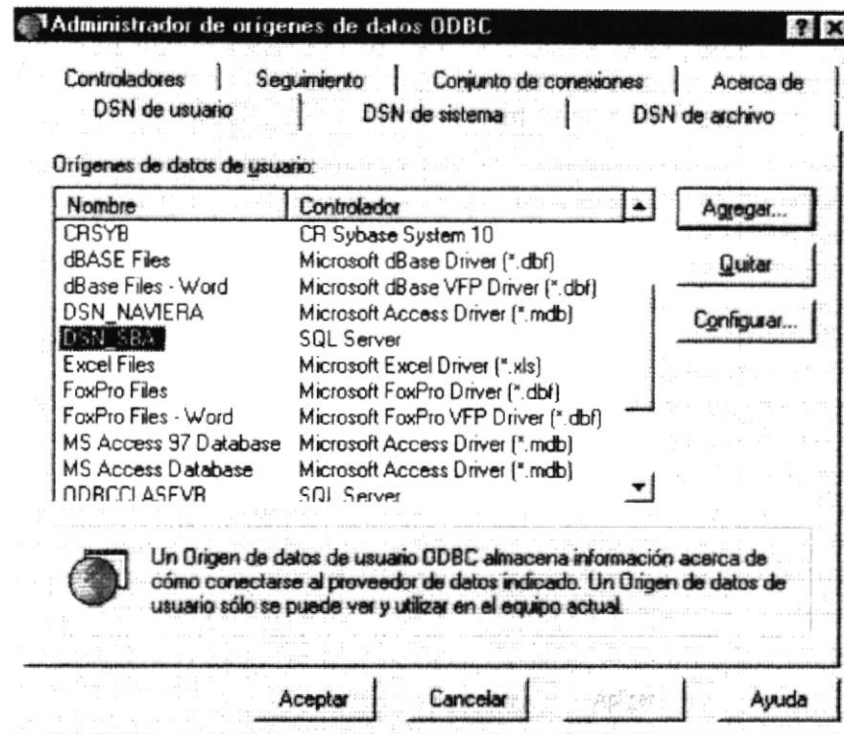 Administrador de orígenes de datos ODBC
Controladores Seguimiento Conjunto de conexiones Acerca de
DSN de usuario DSN de sistema DSN de archivo
Orígenes de datos de usuario:
Nombre Controlador Agregar...
CRSYB CR Sybase System 10
dBASE Files Microsoft dBase Driver (*.dbf)
Quitar
dBase Files - Word Microsoft dBase VFP Driver (*.dbf)
DSN_NAVIERA Microsoft Access Driver (*.mdb)
Configurar...
DSN_SBA SQL Server
Excel Files Microsoft Excel Driver (*.xls)
FoxPro Files Microsoft FoxPro Driver (*.dbf)
FoxPro Files - Word Microsoft FoxPro VFP Driver (*.dbf)
MS Access 97 Database Microsoft Access Driver (*.mdb)
MS Access Database Microsoft Access Driver (*.mdb)
ODBCCLASEVB SQL Server
Un Origen de datos de usuario ODBC almacena información acerca de
cómo conectarse al proveedor de datos indicado. Un Origen de datos de
usuario sólo se puede ver y utilizar en el equipo actual.
Aceptar Cancelar Aplicar Ayuda